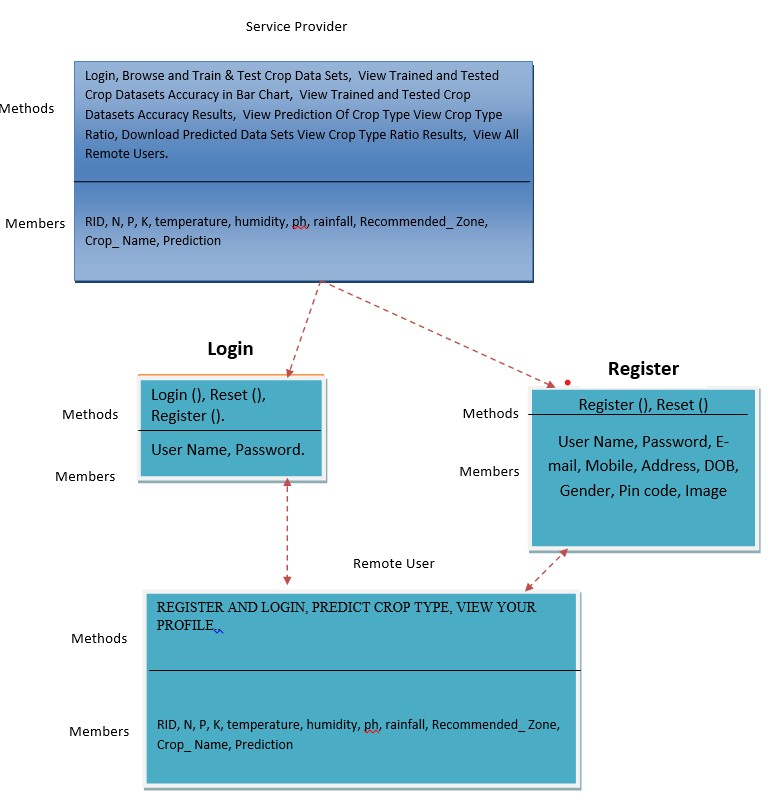 Service Provider
Methods
Login, Browse and Train & Test Crop Data Sets,  View Trained and Tested
Crop Datasets Accuracy in Bar Chart,  View Trained and Tested Crop
Datasets Accuracy Results,  View Prediction Of Crop Type View Crop Type
Ratio, Download Predicted Data Sets View Crop Type Ratio Results,  View All
Remote Users.
Members
RID, N, P, K, temperature, humidity, ph, rainfall, Recommended_ Zone,
Crop_ Name, Prediction
Login
Methods
Login (), Reset (),
Register ().
Members
User Name, Password.
Register
Methods
Register (), Reset ()
Members
User Name, Password, E-
mail, Mobile, Address, DOB,
Gender, Pin code, Image
Remote User
Methods
REGISTER AND LOGIN, PREDICT CROP TYPE, VIEW YOUR
PROFILE.
Members
RID, N, P, K, temperature, humidity, ph, rainfall, Recommended_ Zone,
Crop_ Name, Prediction